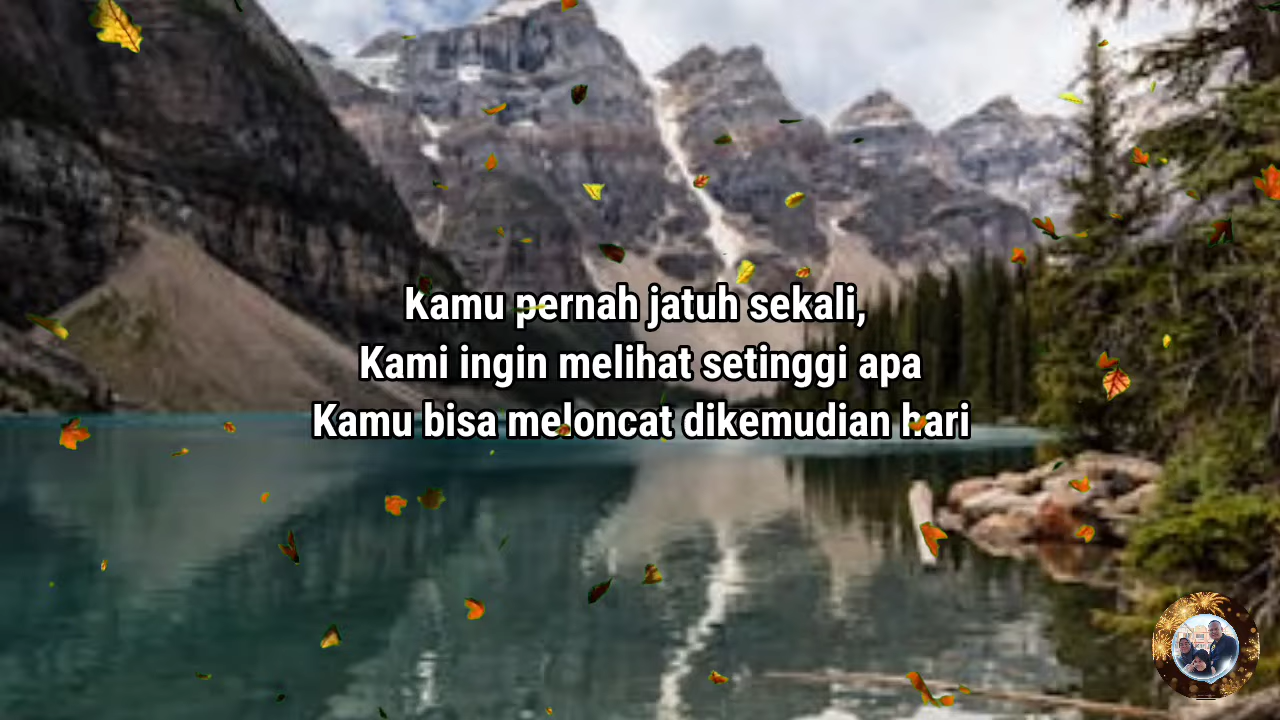 Kamu pernah jatuh sekali,
Kami ingin melihat setinggi apa
Kamu bisa meloncat dikemudian hari